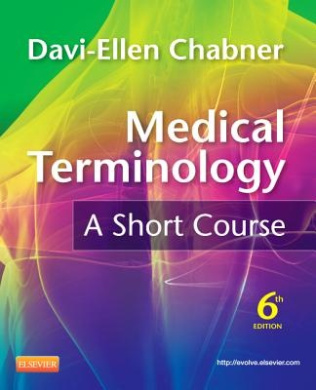 Davi-Ellen Chabner
Medical
Terminology
A Short Course
6th
EDITION
ELSEVIER
http://evolve.elsevier.com